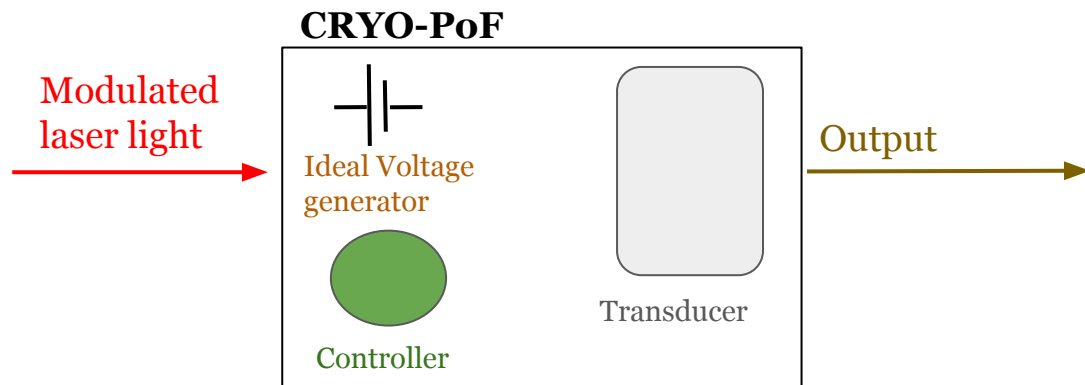 CRYO-PoF
Modulated
laser light
Ideal Voltage
generator
Controller
Transducer
Output